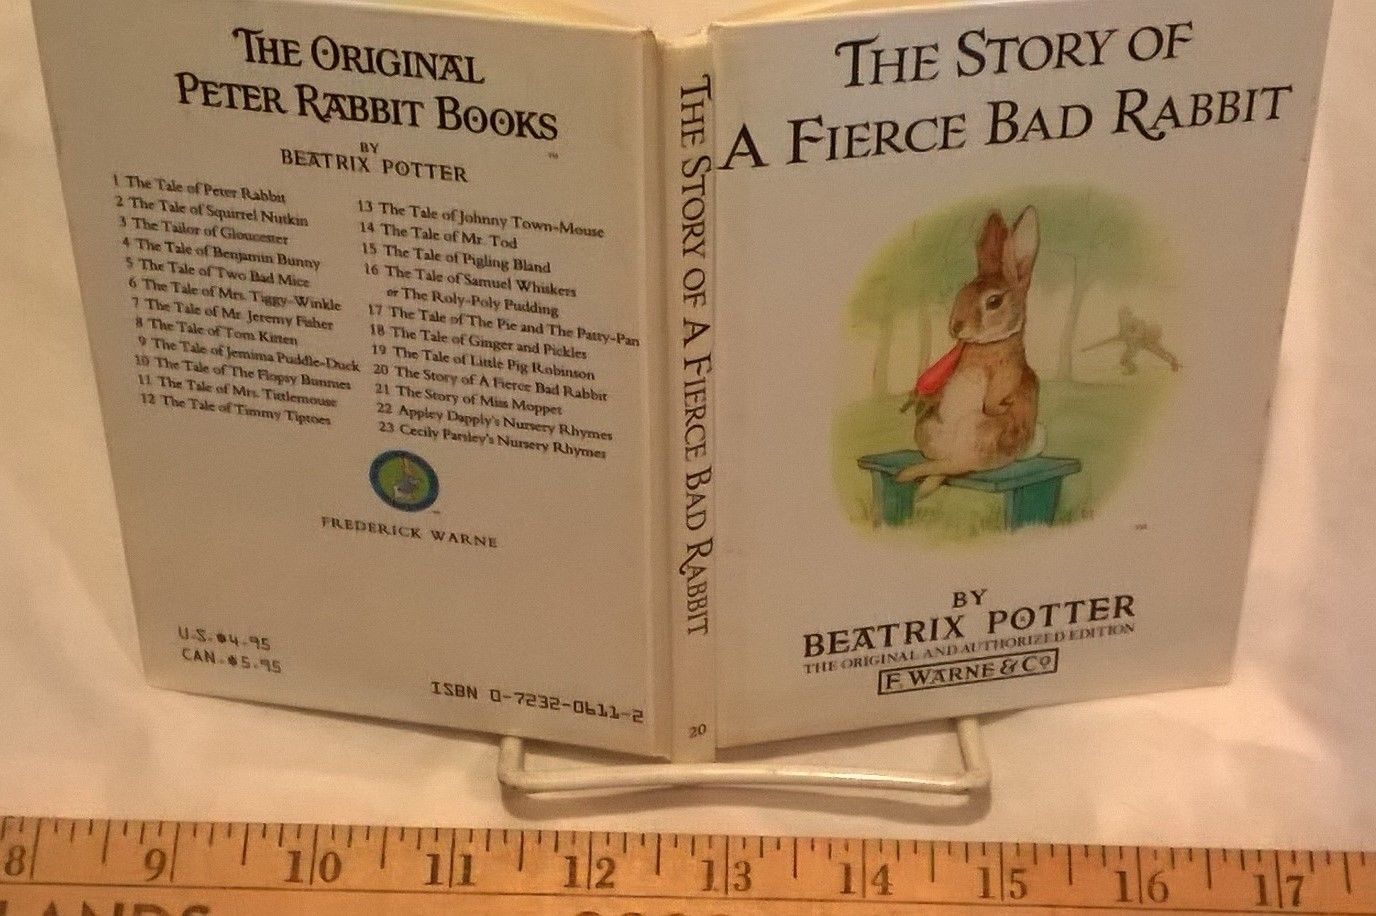 THE ORIGINAL
PETER RABBIT BOOKS
TM
BY
BEATRIX POTTER
1 The Tale of Peter Rabbit
2 The Tale of Squirrel Nutkin
3 The Tailor of Gloucester
4 The Tale of Benjamin Bunny
5 The Tale of Two Bad Mice
6 The Tale of Mrs. Tiggy-Winkle
7 The Tale of Mr. Jeremy Fisher
8 The Tale of Tom Kitten
9 The Tale of Jemima Puddle-Duck
10 The Tale of The Flopsy Bunnies
11 The Tale of Mrs. Tittlemouse
12 The Tale of Timmy Tiptoes
13 The Tale of Johnny Town-Mouse
14 The Tale of Mr. Tod
15 The Tale of Pigling Bland
16 The Tale of Samuel Whiskers
or The Roly-Poly Pudding
17 The Tale of The Pie and The Patty-Pan
18 The Tale of Ginger and Pickles
19 The Tale of Little Pig Robinson
20 The Story of A Fierce Bad Rabbit
21 The Story of Miss Moppet
22 Appley Dapply's Nursery Rhymes
23 Cecily Parsley's Nursery Rhymes
FREDERICK WARNE
U.S. $4.95
CAN. $5.95
ISBN 0-7232-0611-2
THE STORY OF A FIERCE BAD RABBIT
20
THE STORY OF
A FIERCE BAD RABBIT
TM
BY
BEATRIX POTTER
THE ORIGINAL AND AUTHORIZED EDITION
F. WARNE & Co
8 9 10 11 12 13 14 15 16 17
LANDS